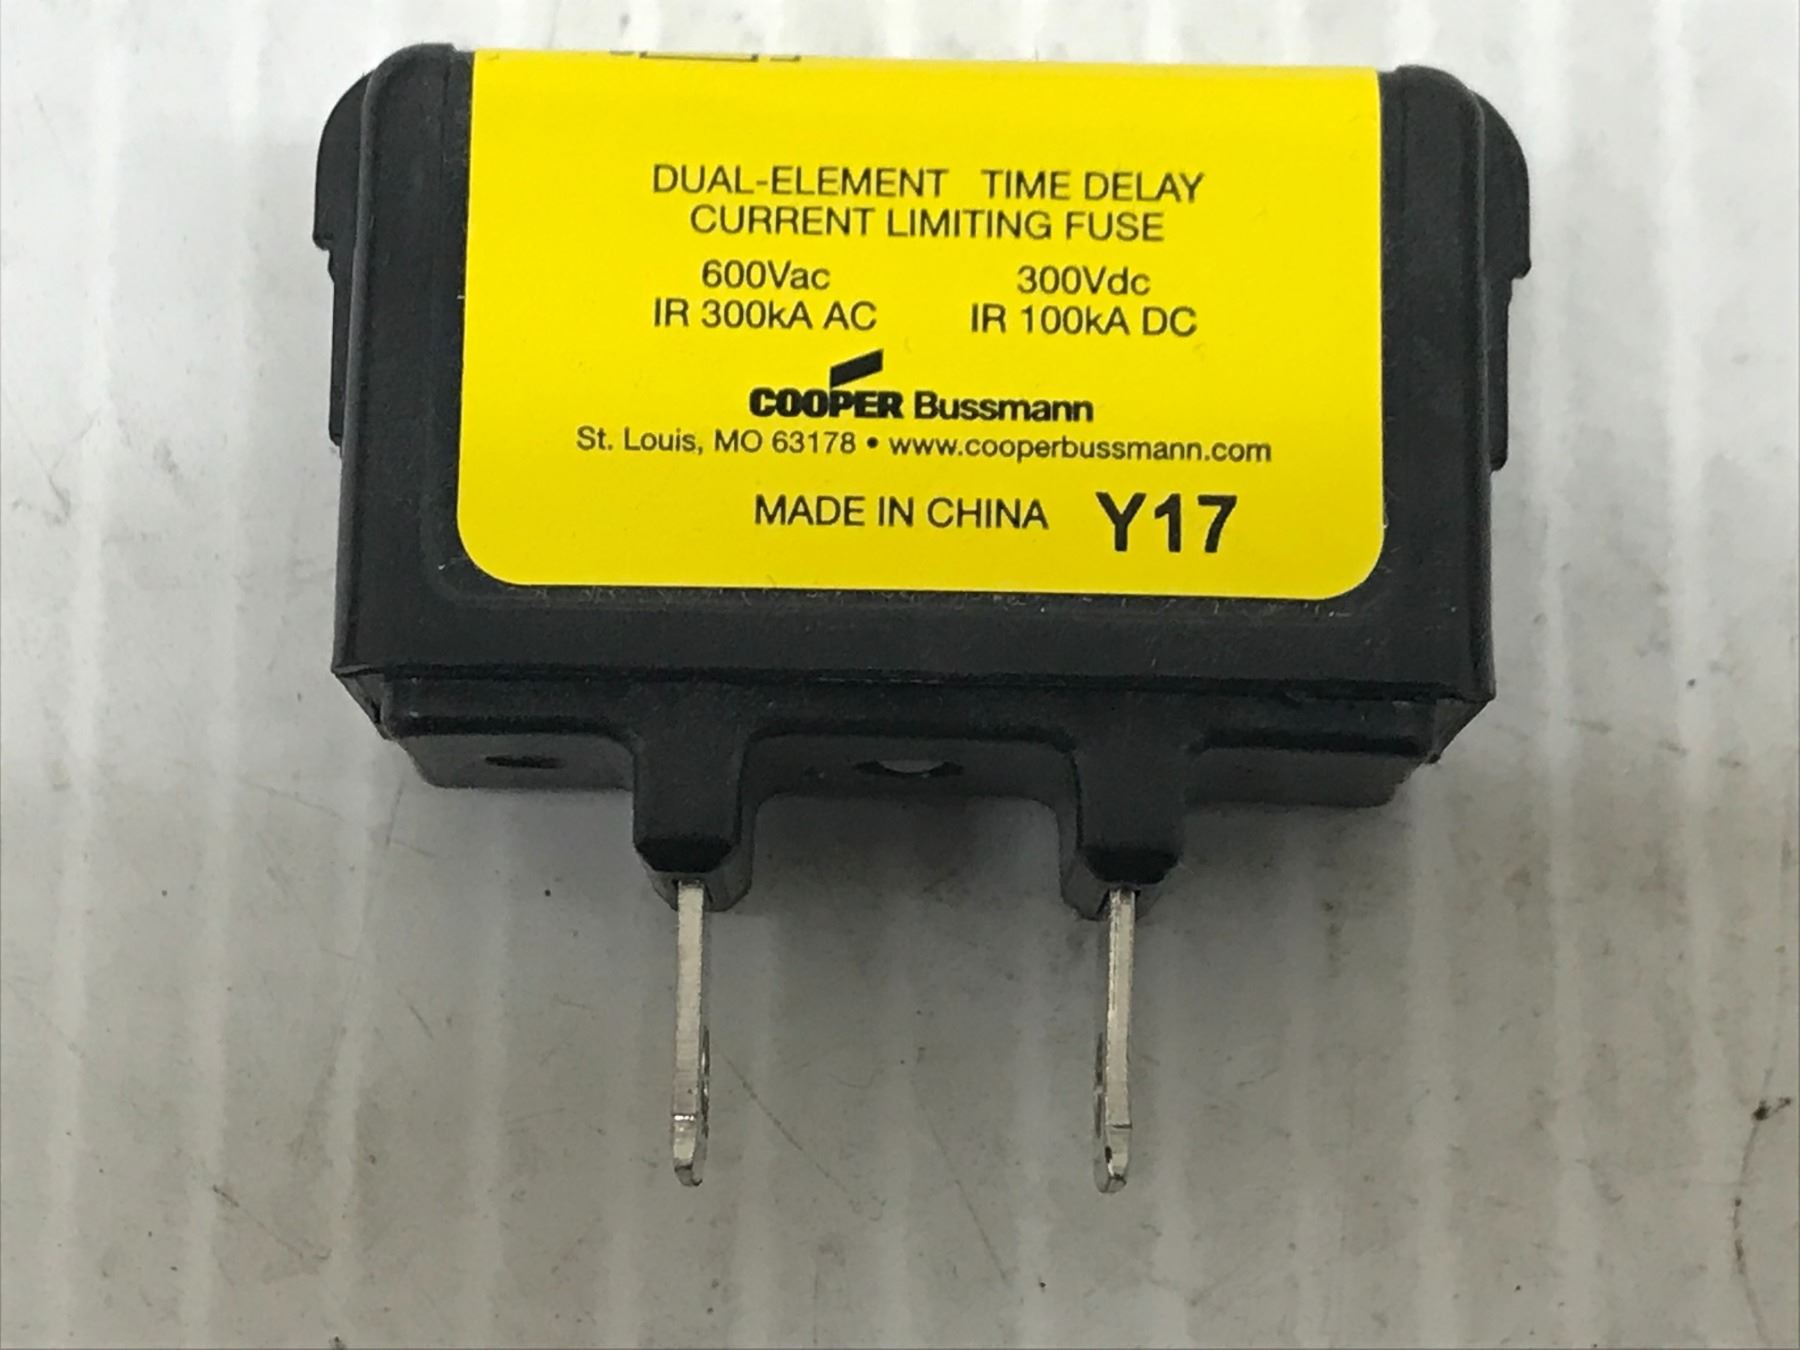 DUAL-ELEMENT TIME DELAY
CURRENT LIMITING FUSE
600Vac 300Vdc
IR 300kA AC IR 100kA DC
COOPER Bussmann
St. Louis, MO 63178 • www.cooperbussmann.com
MADE IN CHINA Y17